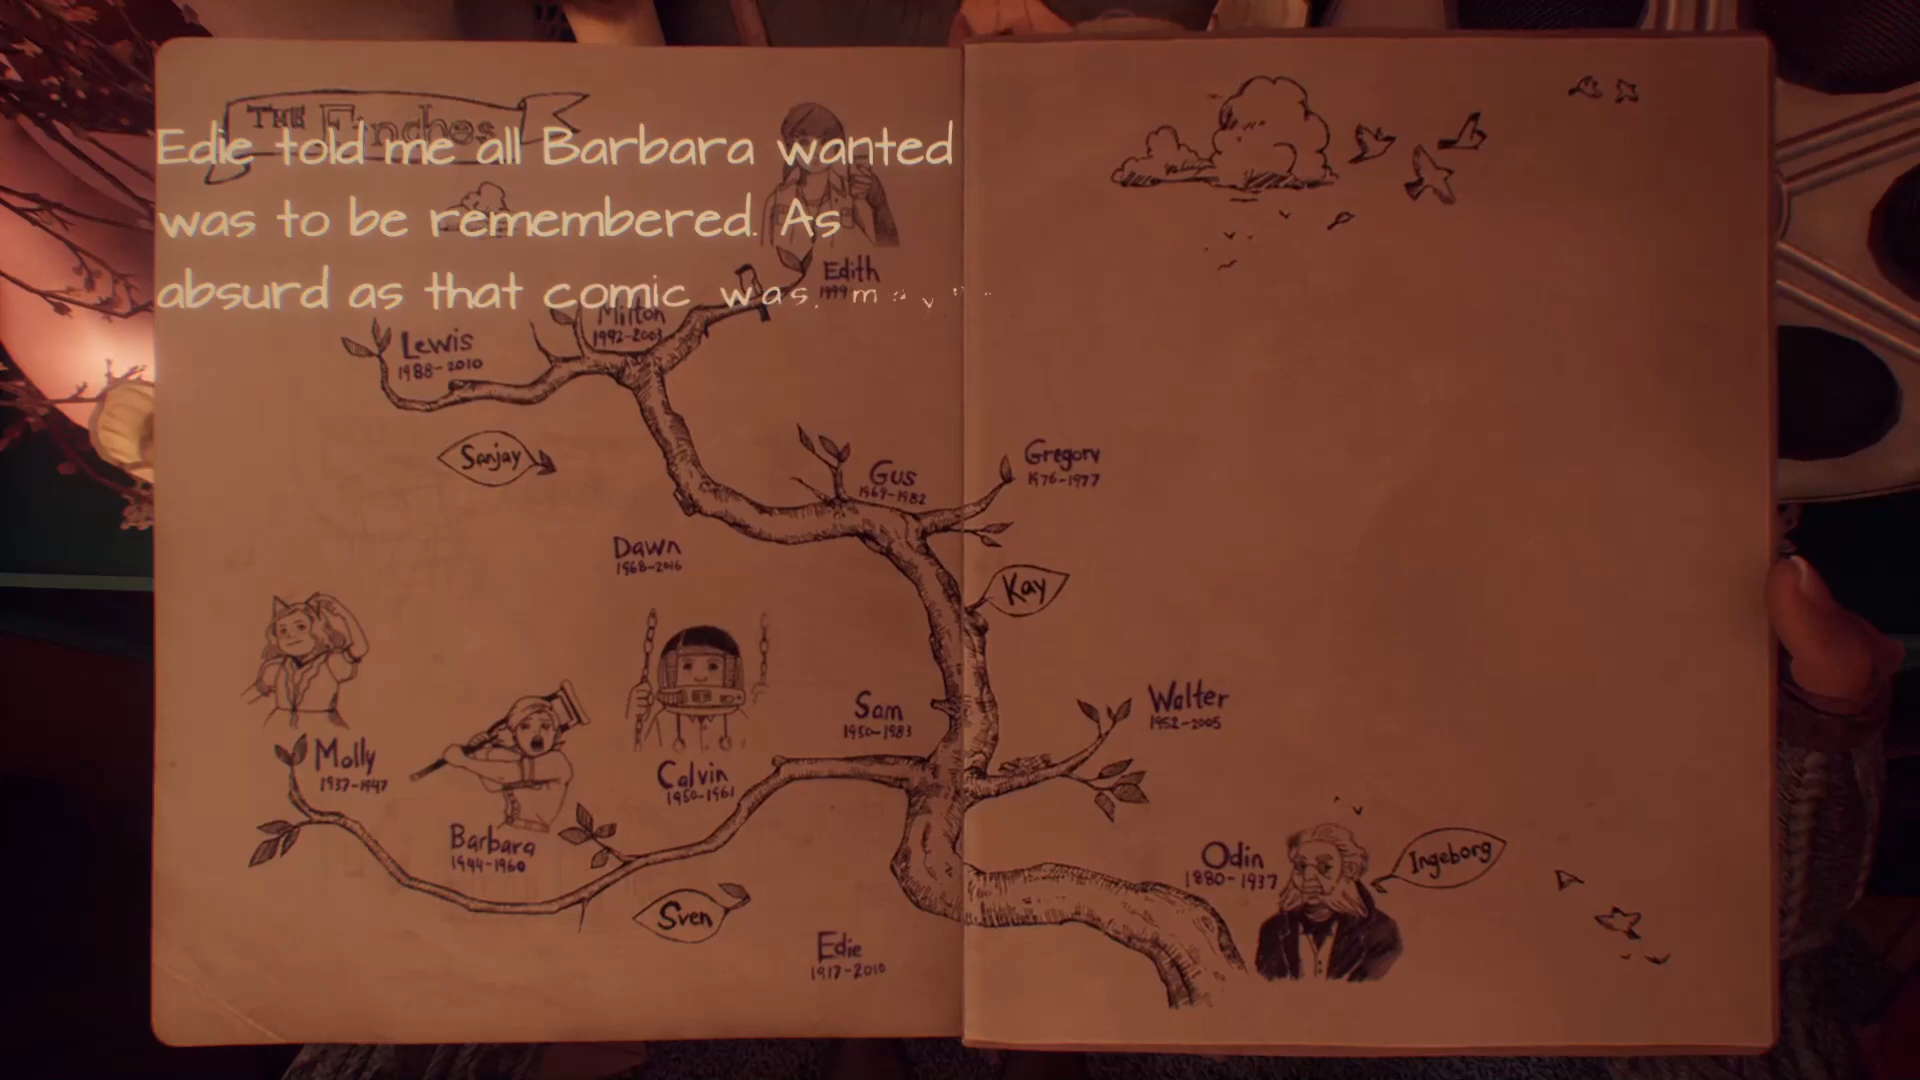 THE Finches
Edie told me all Barbara wanted
was to be remembered. As
absurd as that comic was, may
Edith
1999
Milton
1992-2003
Lewis
1988-2010
Sanjay
Gus
1969-1982
Gregory
1976-1977
Dawn
1968-2016
Kay
Sam
1950-1983
Walter
1952-2005
Molly
1937-1947
Calvin
1950-1961
Barbara
1944-1960
Odin
1880-1937
Ingeborg
Sven
Edie
1917-2010